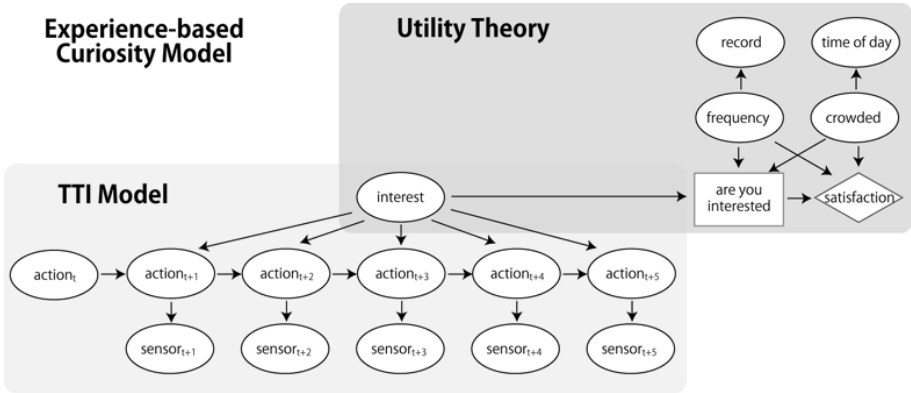 Experience-based
Curiosity Model
Utility Theory
record
time of day
frequency
crowded
TTI Model
interest
are you
interested
satisfaction
actionₜ
actionₜ₊₁
actionₜ₊₂
actionₜ₊₃
actionₜ₊₄
actionₜ₊₅
sensorₜ₊₁
sensorₜ₊₂
sensorₜ₊₃
sensorₜ₊₄
sensorₜ₊₅